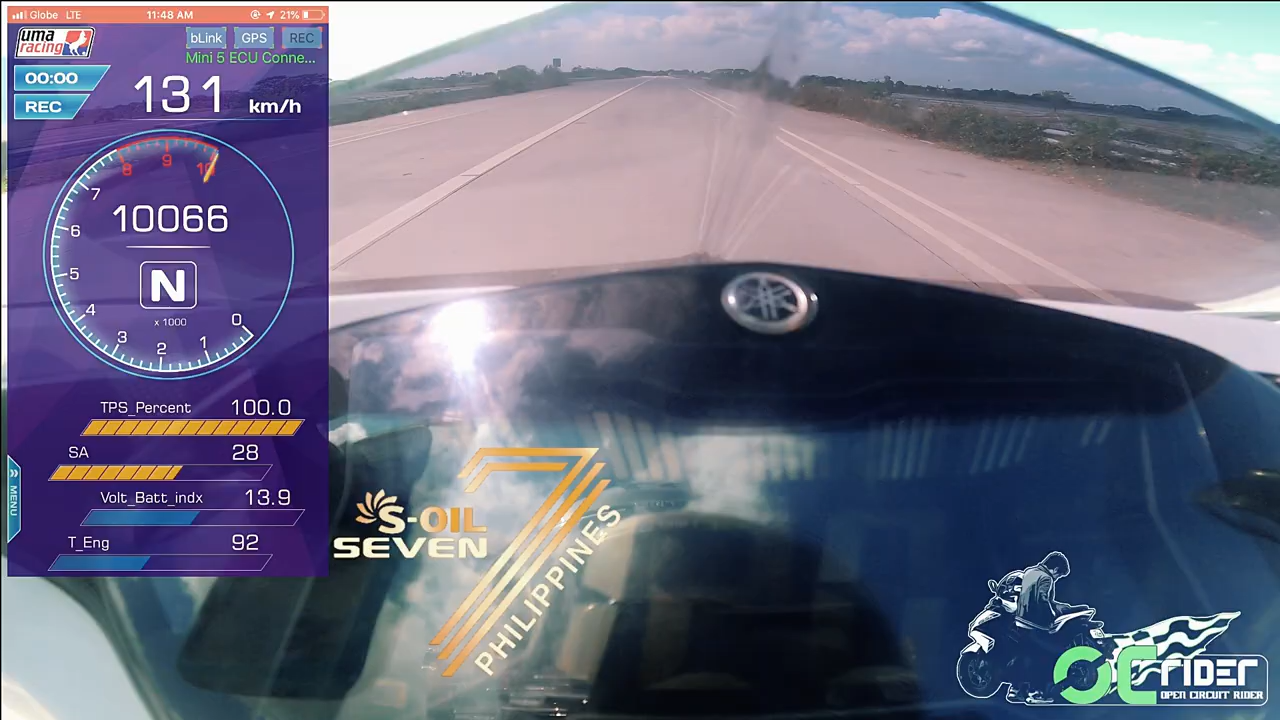 Globe LTE 11:48 AM 21%
uma
racing
bLink GPS REC
Mini 5 ECU Conne...
00:00
REC
131 km/h
10
9
8
7
6
5
4
3
2
1
0
10066
N
x 1000
TPS_Percent 100.0
SA 28
Volt_Batt_indx 13.9
T_Eng 92
MENU
S-OIL
SEVEN
7
PHILIPPINES
OC RIDER
OPEN CIRCUIT RIDER